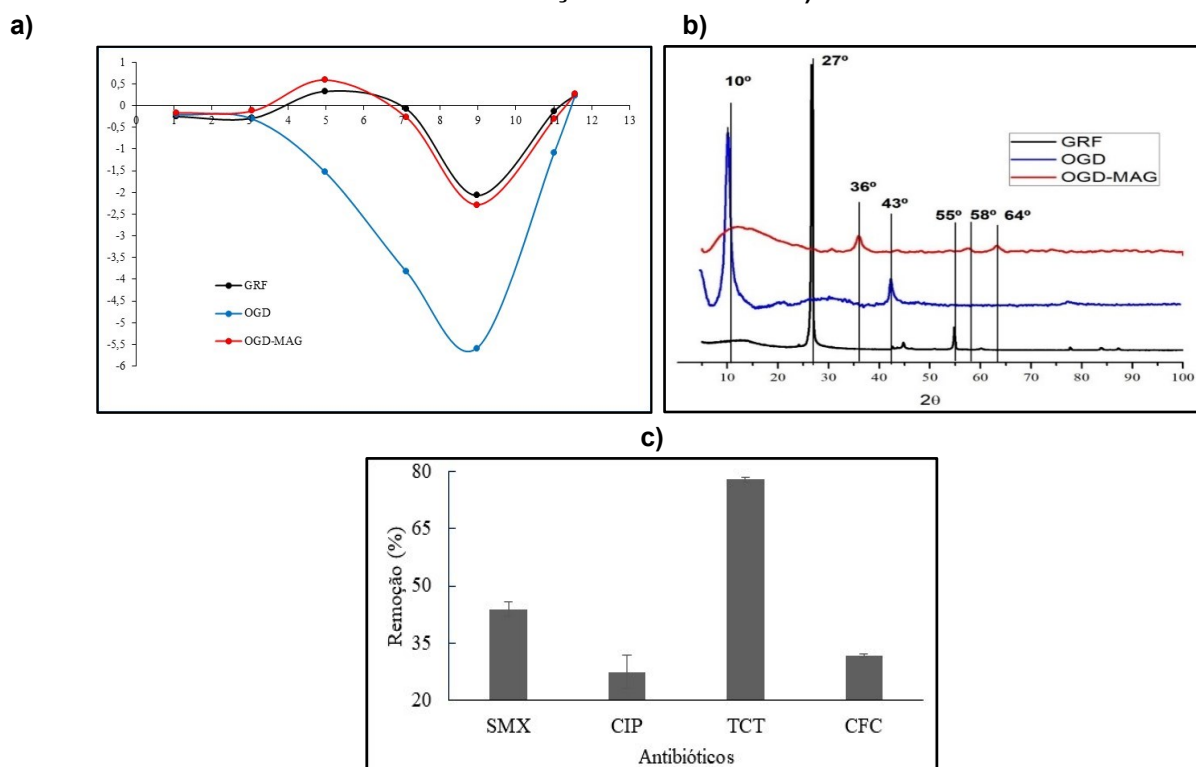 a)
b)
1
0,5
0
-0,5
-1
-1,5
-2
-2,5
-3
-3,5
-4
-4,5
-5
-5,5
-6
0 1 2 3 4 5 6 7 8 9 10 11 12 13
GRF
OGD
OGD-MAG
10º
27º
36º
43º
55º 58º 64º
GRF
OGD
OGD-MAG
10 20 30 40 50 60 70 80 90 100
2θ
c)
Remoção (%)
80
65
50
35
20
SMX CIP TCT CFC
Antibióticos